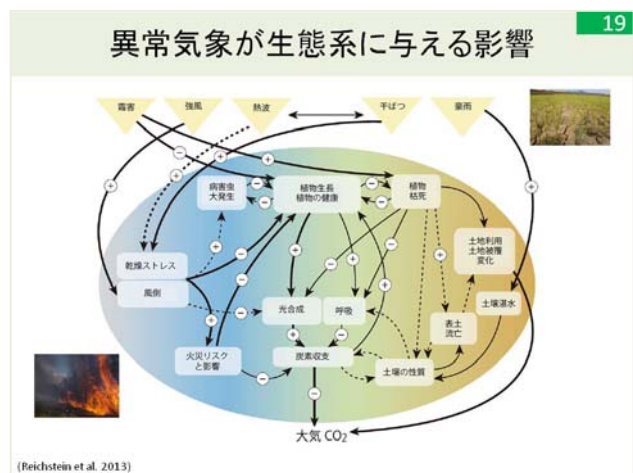 19
異常気象が生態系に与える影響
霜害
強風
熱波
干ばつ
豪雨
病害虫
大発生
植物生長
植物の健康
植物
枯死
土地利用
土地被覆
変化
乾燥ストレス
風倒
土壌湛水
光合成
呼吸
表土
流亡
火災リスク
と影響
炭素収支
土壌の性質
大気 CO₂
(Reichstein et al. 2013)